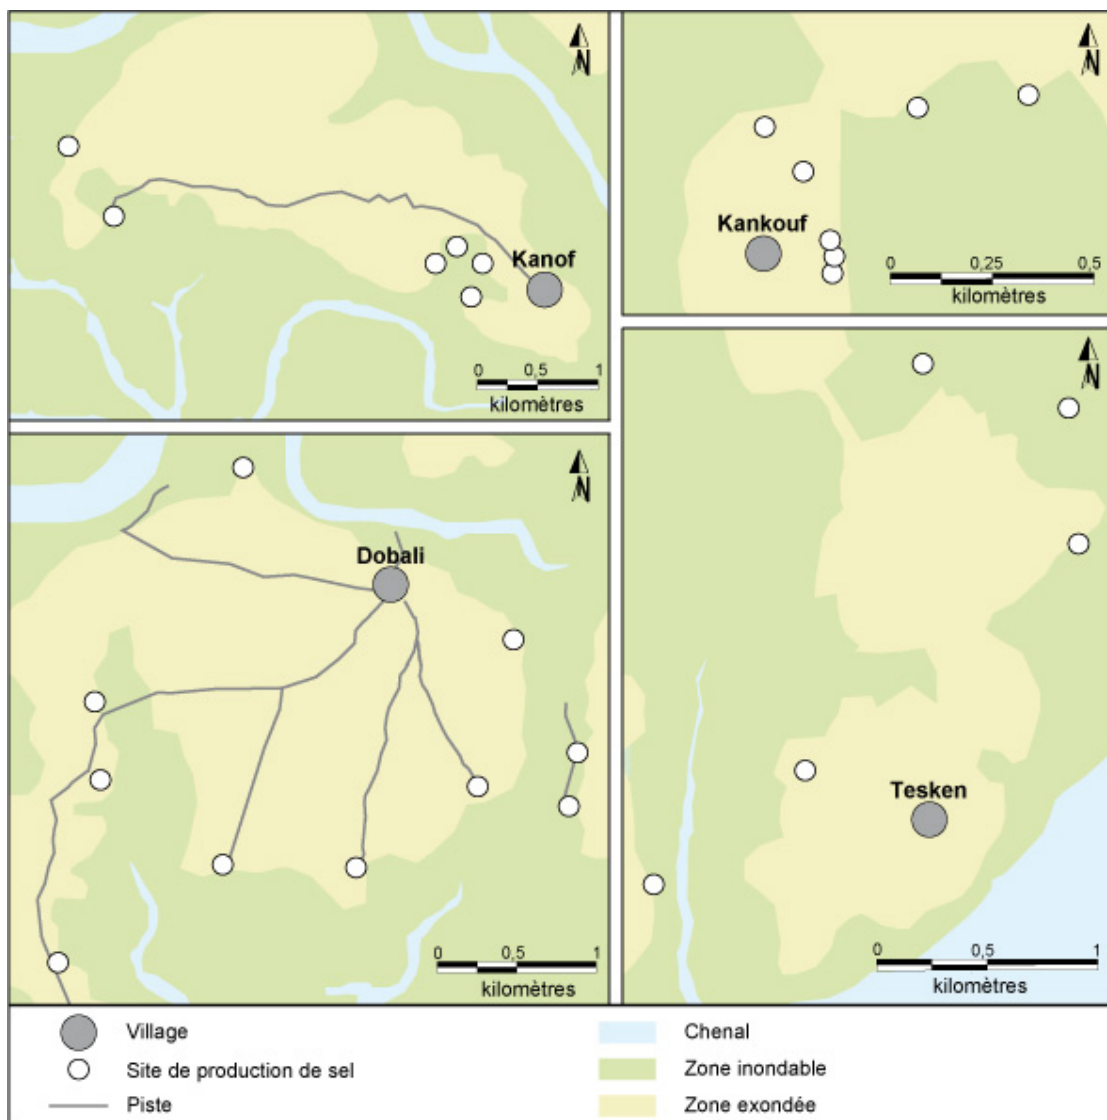 N
Kanof
0 0,5 1
kilomètres
N
Kankouf
0 0,25 0,5
kilomètres
N
Dobali
0 0,5 1
kilomètres
N
Tesken
0 0,5 1
kilomètres
Village
Site de production de sel
Piste
Chenal
Zone inondable
Zone exondée